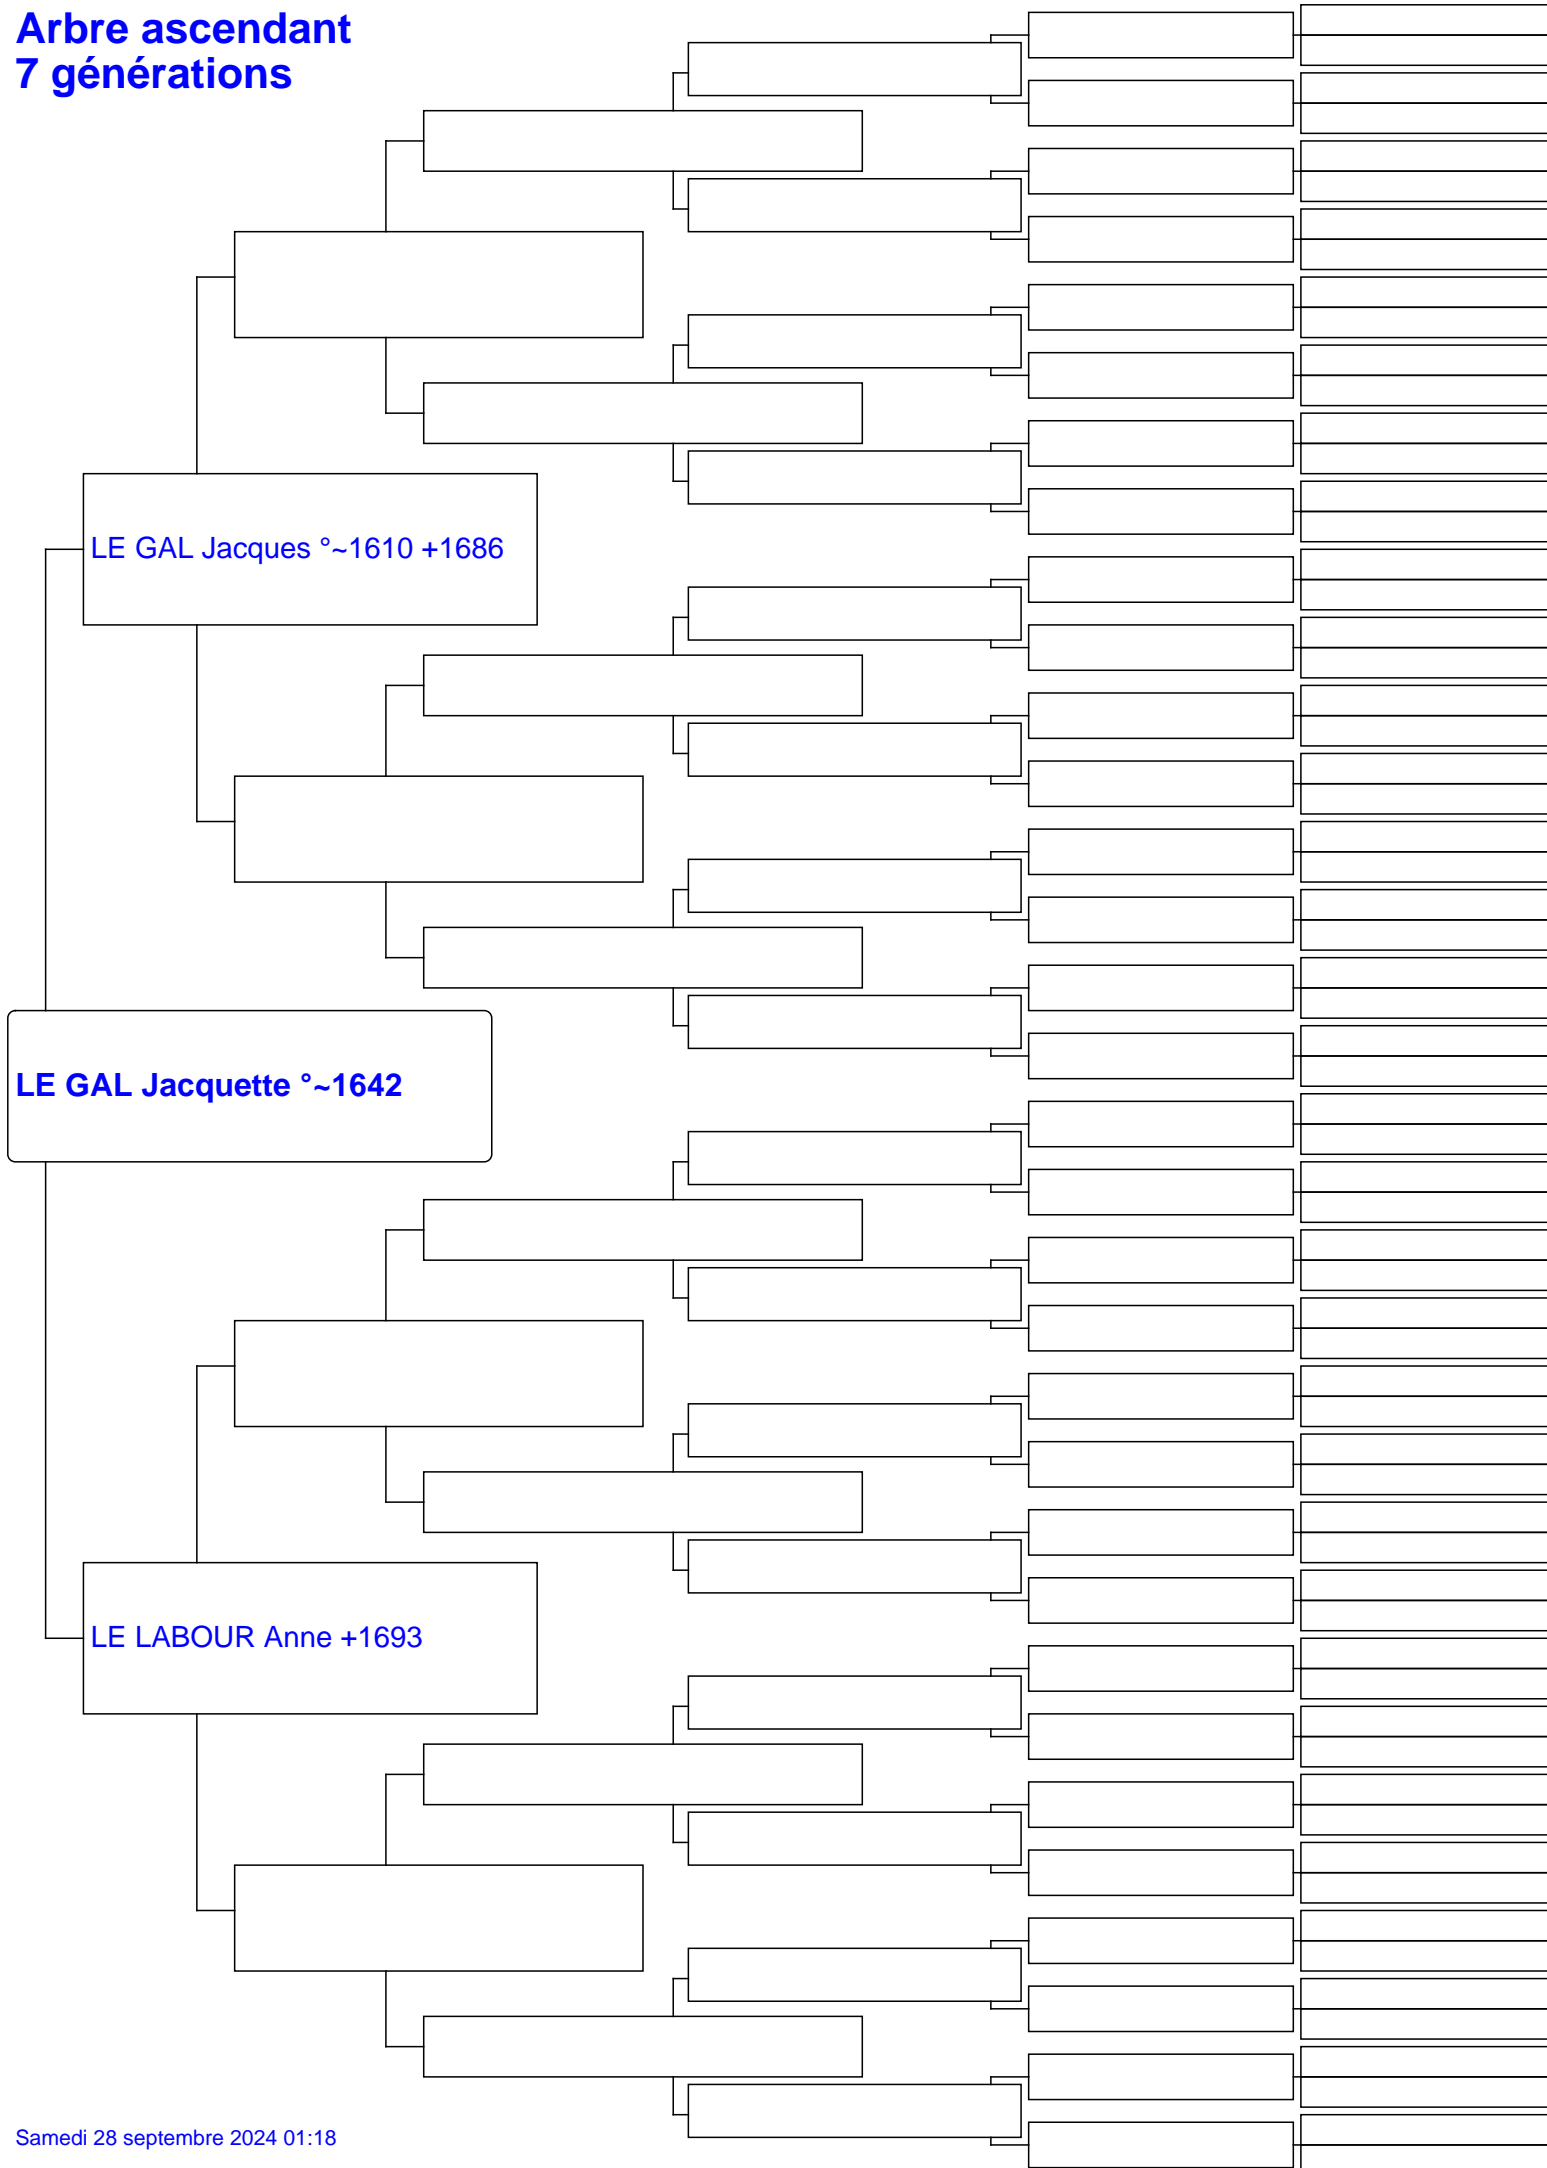 Arbre ascendant
7 générations
LE GAL Jacques °~1610 +1686
LE GAL Jacquette °~1642
LE LABOUR Anne +1693
Samedi 28 septembre 2024 01:18